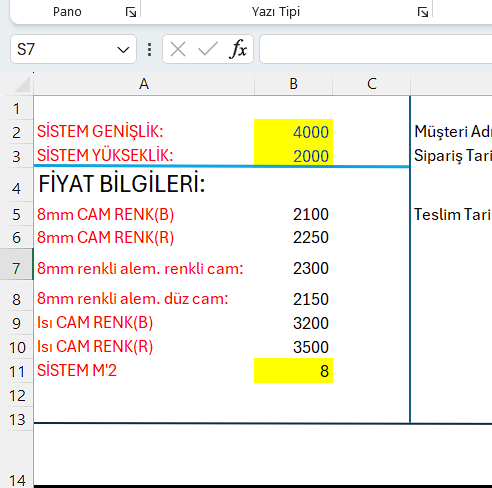 Pano
Yazı Tipi
S7
fx
A B C
1
2 SİSTEM GENİŞLİK: 4000 Müşteri Ad
3 SİSTEM YÜKSEKLİK: 2000 Sipariş Tari
4 FİYAT BİLGİLERİ:
5 8mm CAM RENK(B) 2100 Teslim Tari
6 8mm CAM RENK(R) 2250
7 8mm renkli alem. renkli cam: 2300
8 8mm renkli alem. düz cam: 2150
9 Isı CAM RENK(B) 3200
10 Isı CAM RENK(R) 3500
11 SİSTEM M'2 8
12
13
14